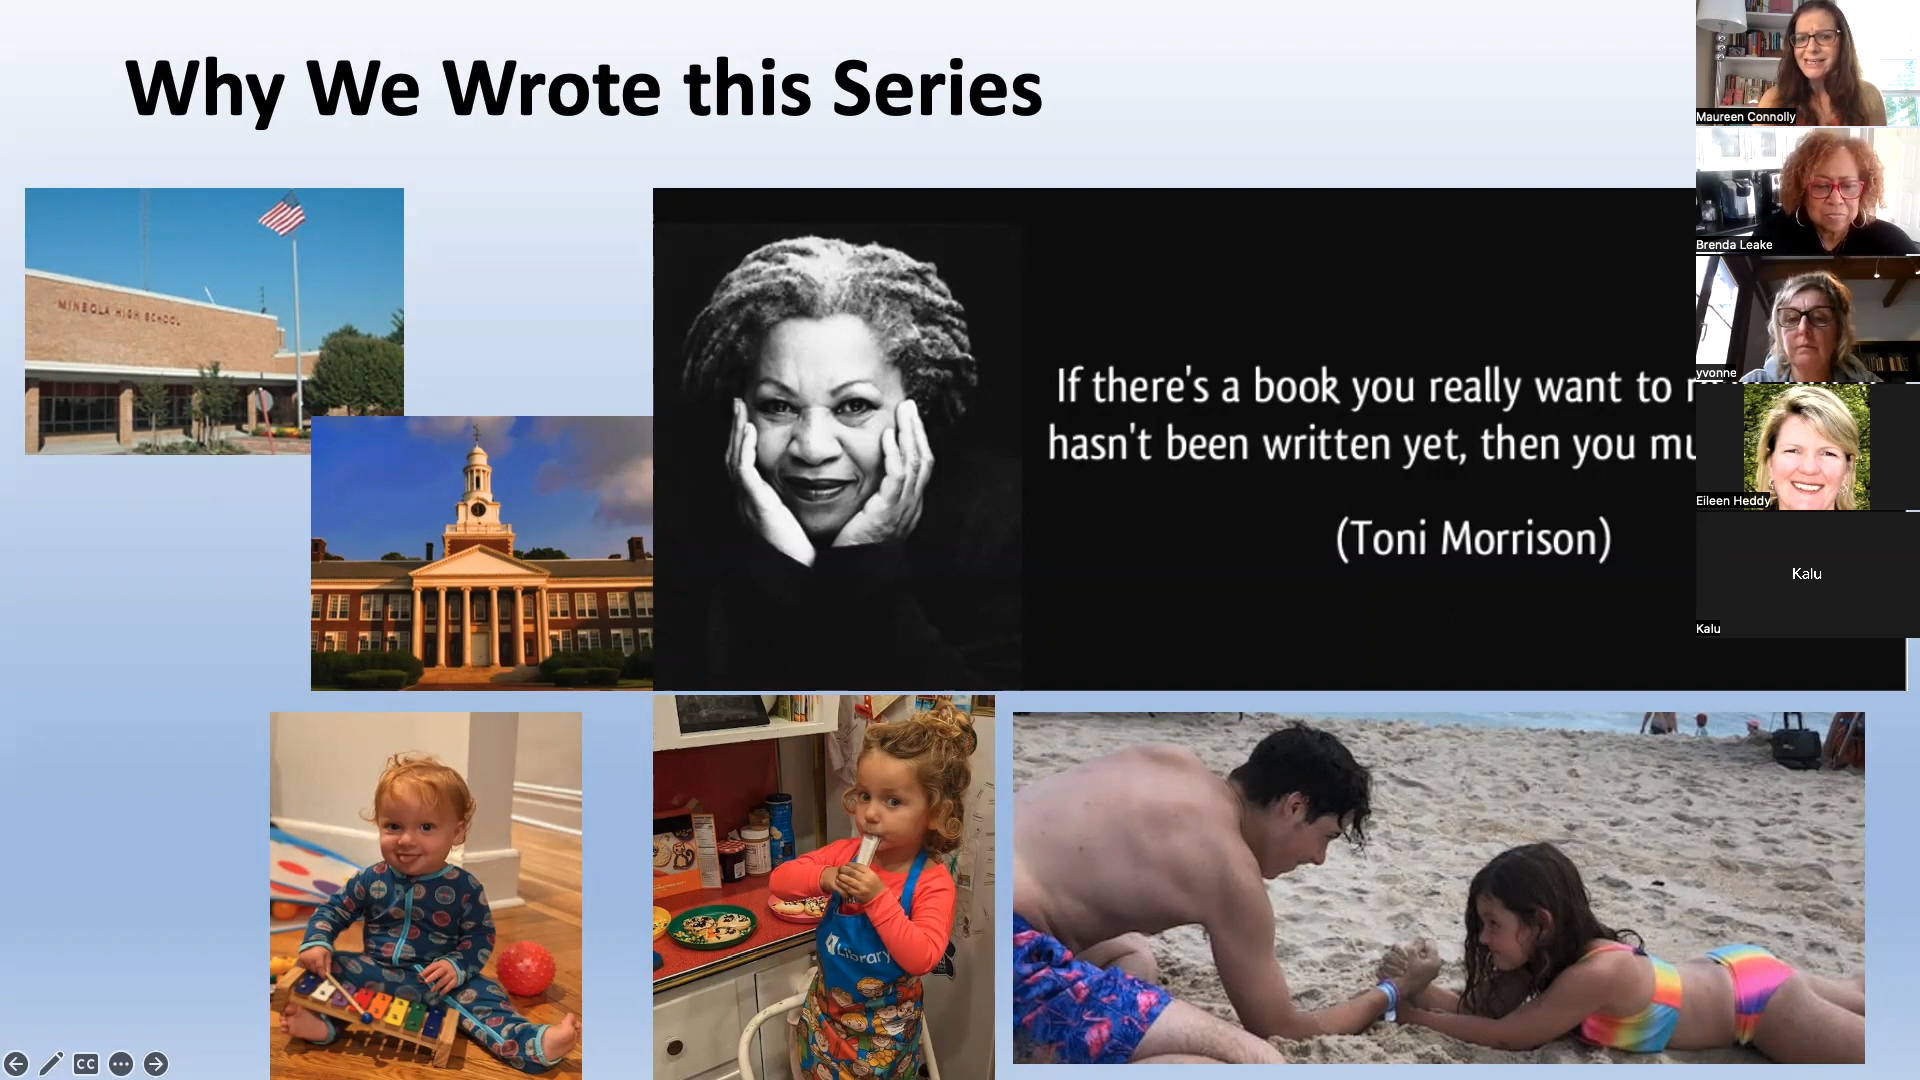 Why We Wrote this Series
MINEOLA HIGH SCHOOL
If there's a book you really want to
hasn't been written yet, then you
(Toni Morrison)
Library
Maureen Connolly
Brenda Leake
yvonne
Eileen Heddy
Kalu
Kalu
CC